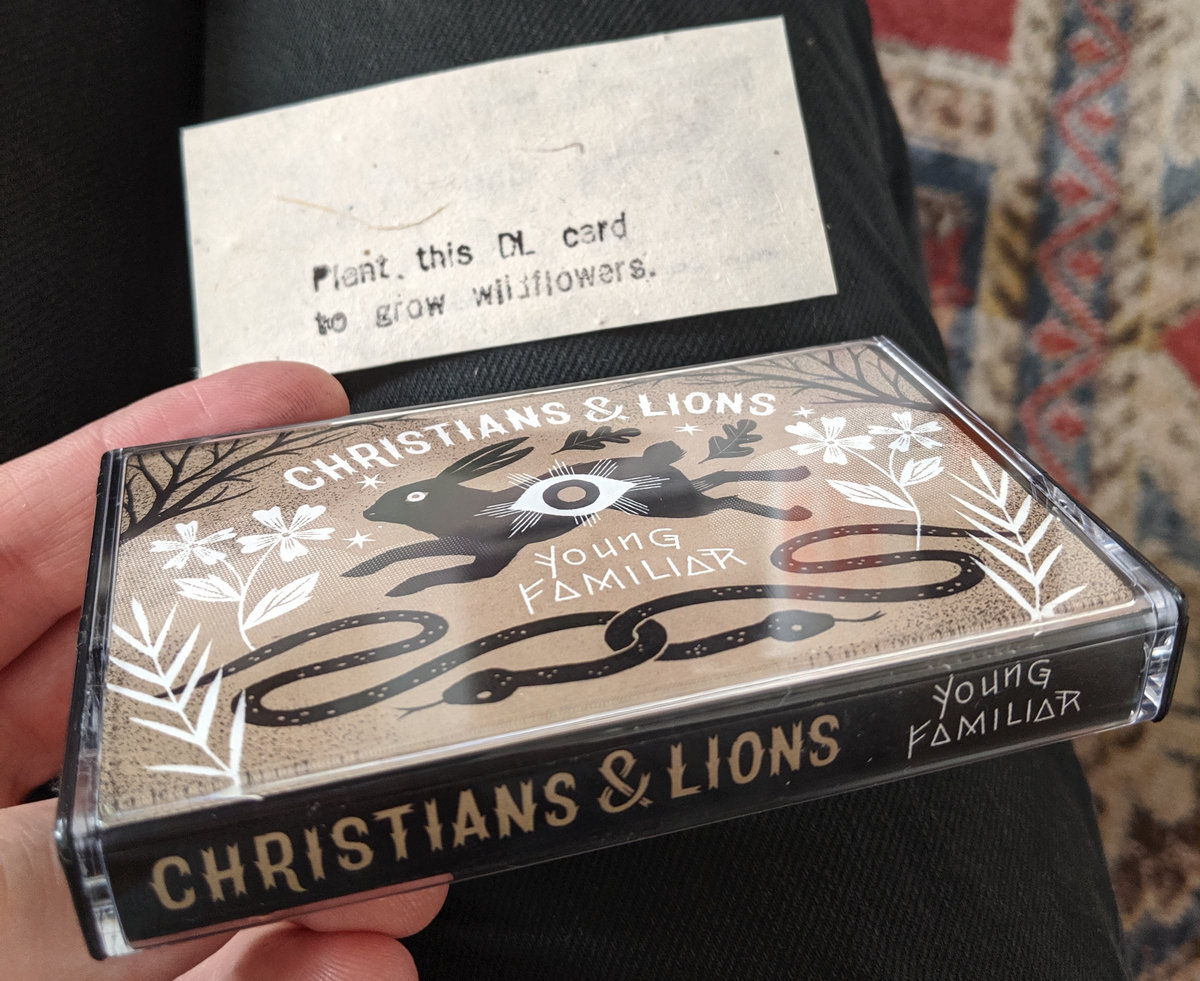 Plant this DL card
to grow wildflowers.
CHRISTIANS & LIONS
YOUNG
FAMILIAR
CHRISTIANS & LIONS
YOUNG
FAMILIAR